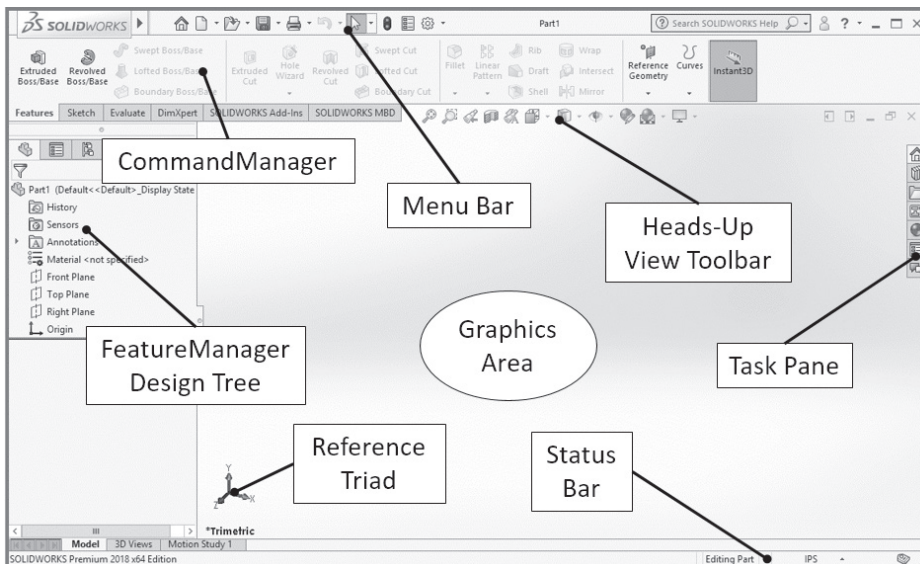 SOLIDWORKS
Part1
Search SOLIDWORKS Help
?
Extruded
Boss/Base
Revolved
Boss/Base
Swept Boss/Base
Lofted Boss/Base
Boundary Boss/Base
Extruded
Cut
Hole
Wizard
Revolved
Cut
Swept Cut
Lofted Cut
Boundary Cut
Fillet
Linear
Pattern
Rib
Draft
Shell
Wrap
Intersect
Mirror
Reference
Geometry
Curves
Instant3D
Features
Sketch
Evaluate
DimXpert
SOLIDWORKS Add-Ins
SOLIDWORKS MBD
CommandManager
Menu Bar
Heads-Up
View Toolbar
Part1 (Default<<Default>_Display State
History
Sensors
Annotations
Material <not specified>
Front Plane
Top Plane
Right Plane
Origin
FeatureManager
Design Tree
Graphics
Area
Task Pane
Reference
Triad
Status
Bar
Y
X
Z
*Trimetric
Model
3D Views
Motion Study 1
SOLIDWORKS Premium 2018 x64 Edition
Editing Part
IPS